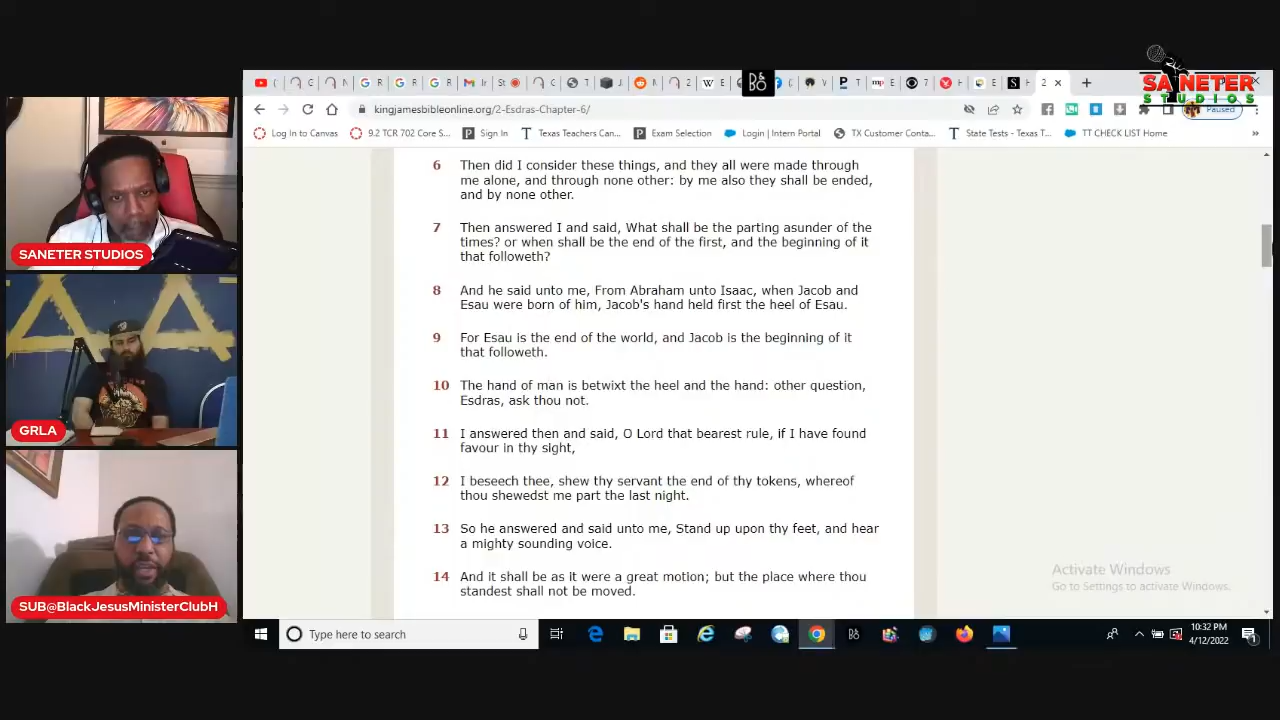 SANETER
STUDIOS
kingjamesbibleonline.org/2-Esdras-Chapter-6/
Paused
Log In to Canvas
9.2 TCR 702 Core S...
Sign In
Texas Teachers Can...
Exam Selection
Login | Intern Portal
TX Customer Conta...
State Tests - Texas T...
TT CHECK LIST Home
6 Then did I consider these things, and they all were made through
me alone, and through none other: by me also they shall be ended,
and by none other.
7 Then answered I and said, What shall be the parting asunder of the
times? or when shall be the end of the first, and the beginning of it
that followeth?
8 And he said unto me, From Abraham unto Isaac, when Jacob and
Esau were born of him, Jacob's hand held first the heel of Esau.
9 For Esau is the end of the world, and Jacob is the beginning of it
that followeth.
10 The hand of man is betwixt the heel and the hand: other question,
Esdras, ask thou not.
11 I answered then and said, O Lord that bearest rule, if I have found
favour in thy sight,
12 I beseech thee, shew thy servant the end of thy tokens, whereof
thou shewedst me part the last night.
13 So he answered and said unto me, Stand up upon thy feet, and hear
a mighty sounding voice.
14 And it shall be as it were a great motion; but the place where thou
standest shall not be moved.
SANETER STUDIOS
GRLA
SUB@BlackJesusMinisterClubH
Activate Windows
Go to Settings to activate Windows.
Type here to search
10:32 PM
4/12/2022